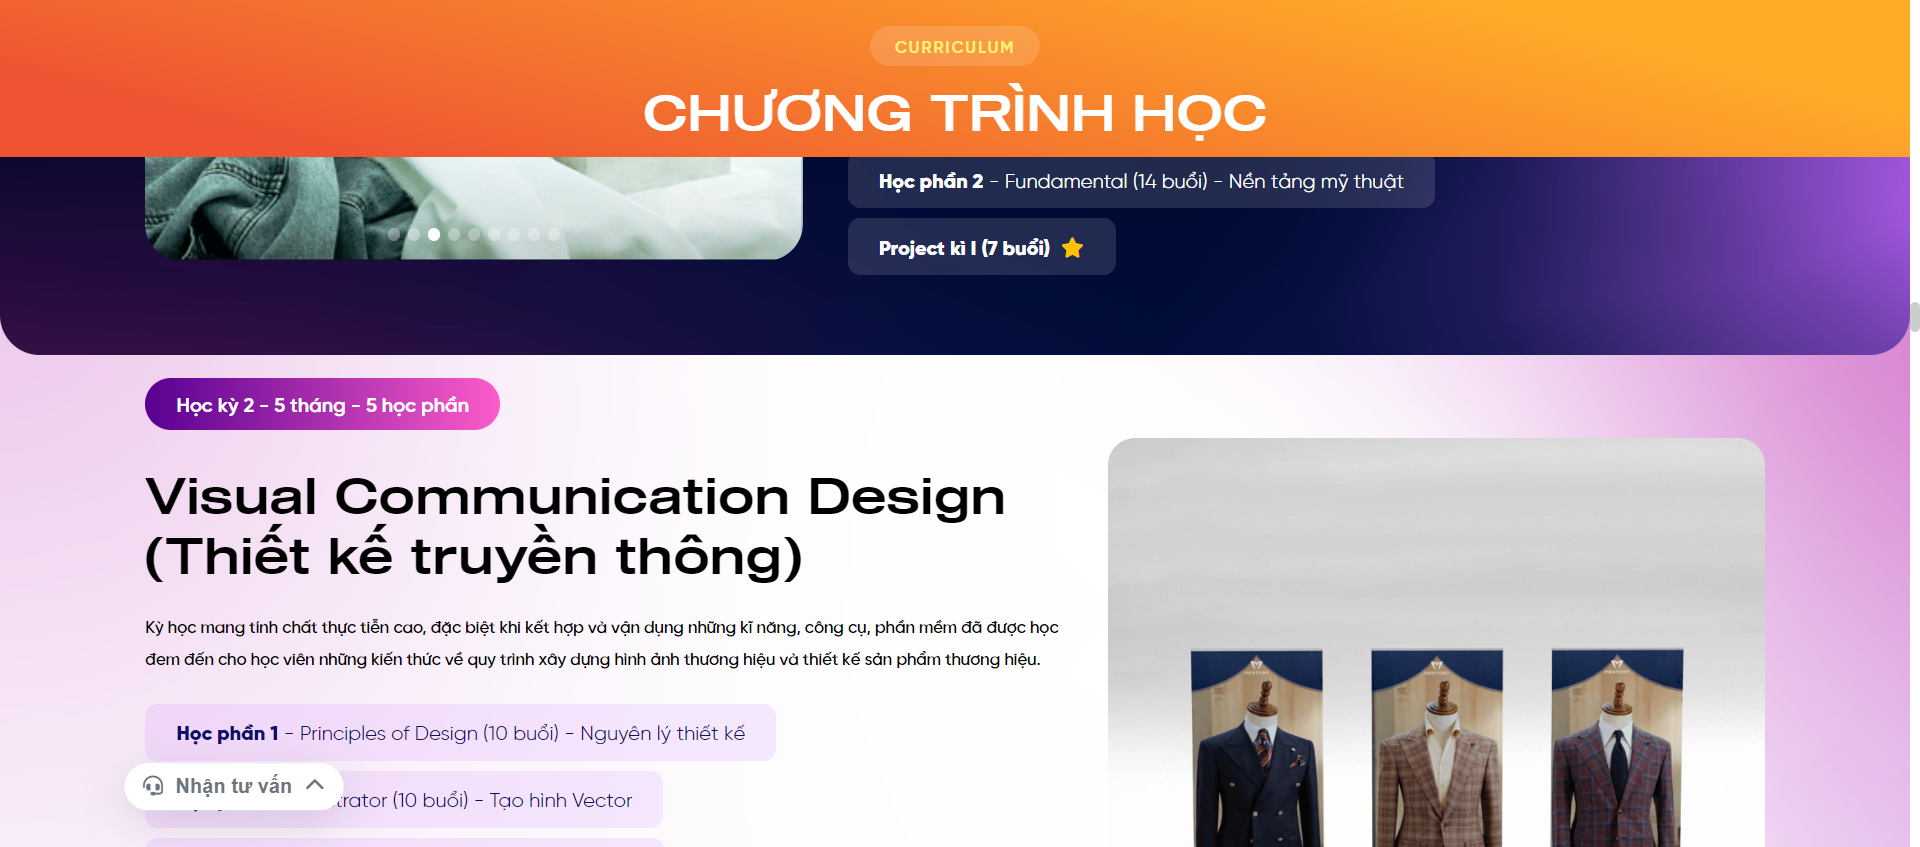 CURRICULUM
CHƯƠNG TRÌNH HỌC
Học phần 2 - Fundamental (14 buổi) - Nền tảng mỹ thuật
Project kì I (7 buổi)
Học kỳ 2 - 5 tháng - 5 học phần
Visual Communication Design
(Thiết kế truyền thông)
Kỳ học mang tính chất thực tiễn cao, đặc biệt khi kết hợp và vận dụng những kĩ năng, công cụ, phần mềm đã được học
đem đến cho học viên những kiến thức về quy trình xây dựng hình ảnh thương hiệu và thiết kế sản phẩm thương hiệu.
Học phần 1 - Principles of Design (10 buổi) - Nguyên lý thiết kế
Nhận tư vấn
trator (10 buổi) - Tạo hình Vector